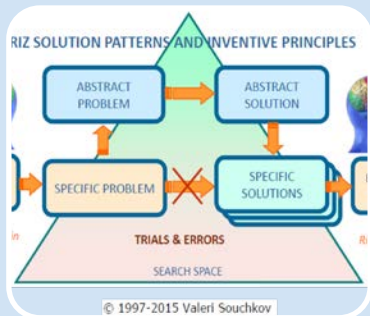 RIZ SOLUTION PATTERNS AND INVENTIVE PRINCIPLES
ABSTRACT
PROBLEM
ABSTRACT
SOLUTION
SPECIFIC PROBLEM
SPECIFIC
SOLUTIONS
TRIALS & ERRORS
SEARCH SPACE
© 1997-2015 Valeri Souchkov